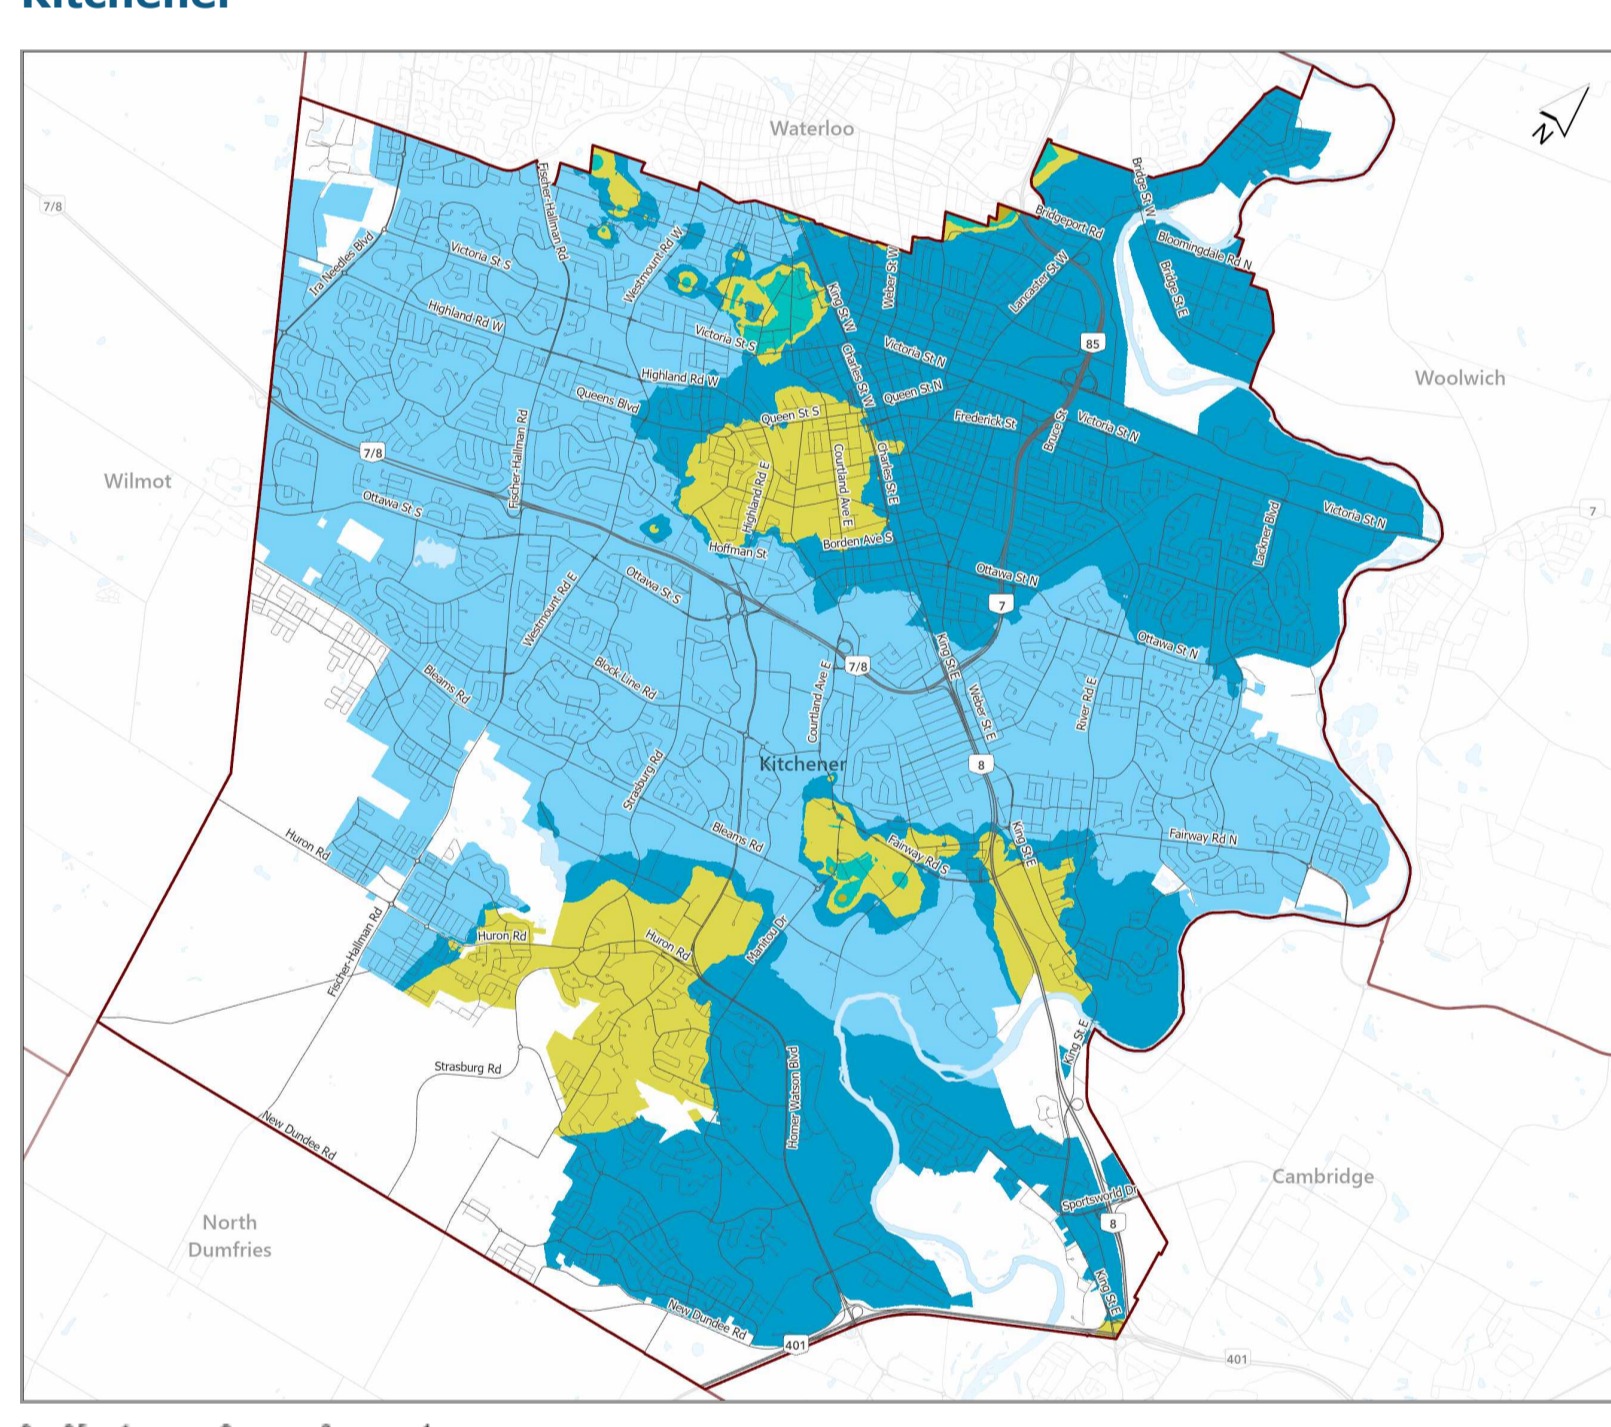 Kitchener
Waterloo
Woolwich
Wilmot
Kitchener
Cambridge
North
Dumfries
7/8
7/8
7/8
85
7
7
8
8
401
401
N
Fischer-Hallman Rd
Ira Needles Blvd
Victoria St S
Highland Rd W
Westmount Rd W
Victoria St S
Highland Rd W
Queens Blvd
King St W
Weber St W
Charles St W
Victoria St N
Queen St N
Queen St S
Frederick St
Lancaster St W
Bridgeport Rd
Bridge St W
Bloomingdale Rd N
Bridge St E
Bruce St
Victoria St N
Victoria St N
Lackner Blvd
Fischer-Hallman Rd
Ottawa St S
Highland Rd E
Courtland Ave E
Charles St E
Hoffman St
Borden Ave S
Ottawa St N
Ottawa St S
Westmount Rd E
Ottawa St N
Bleams Rd
Block Line Rd
Courtland Ave E
King St E
Weber St E
River Rd E
Strasburg Rd
Bleams Rd
Fairway Rd S
King St E
Fairway Rd N
Huron Rd
Fischer-Hallman Rd
Huron Rd
Huron Rd
Manitou Dr
Strasburg Rd
Homer Watson Blvd
King St E
New Dundee Rd
Sportsworld Dr
King St E
New Dundee Rd